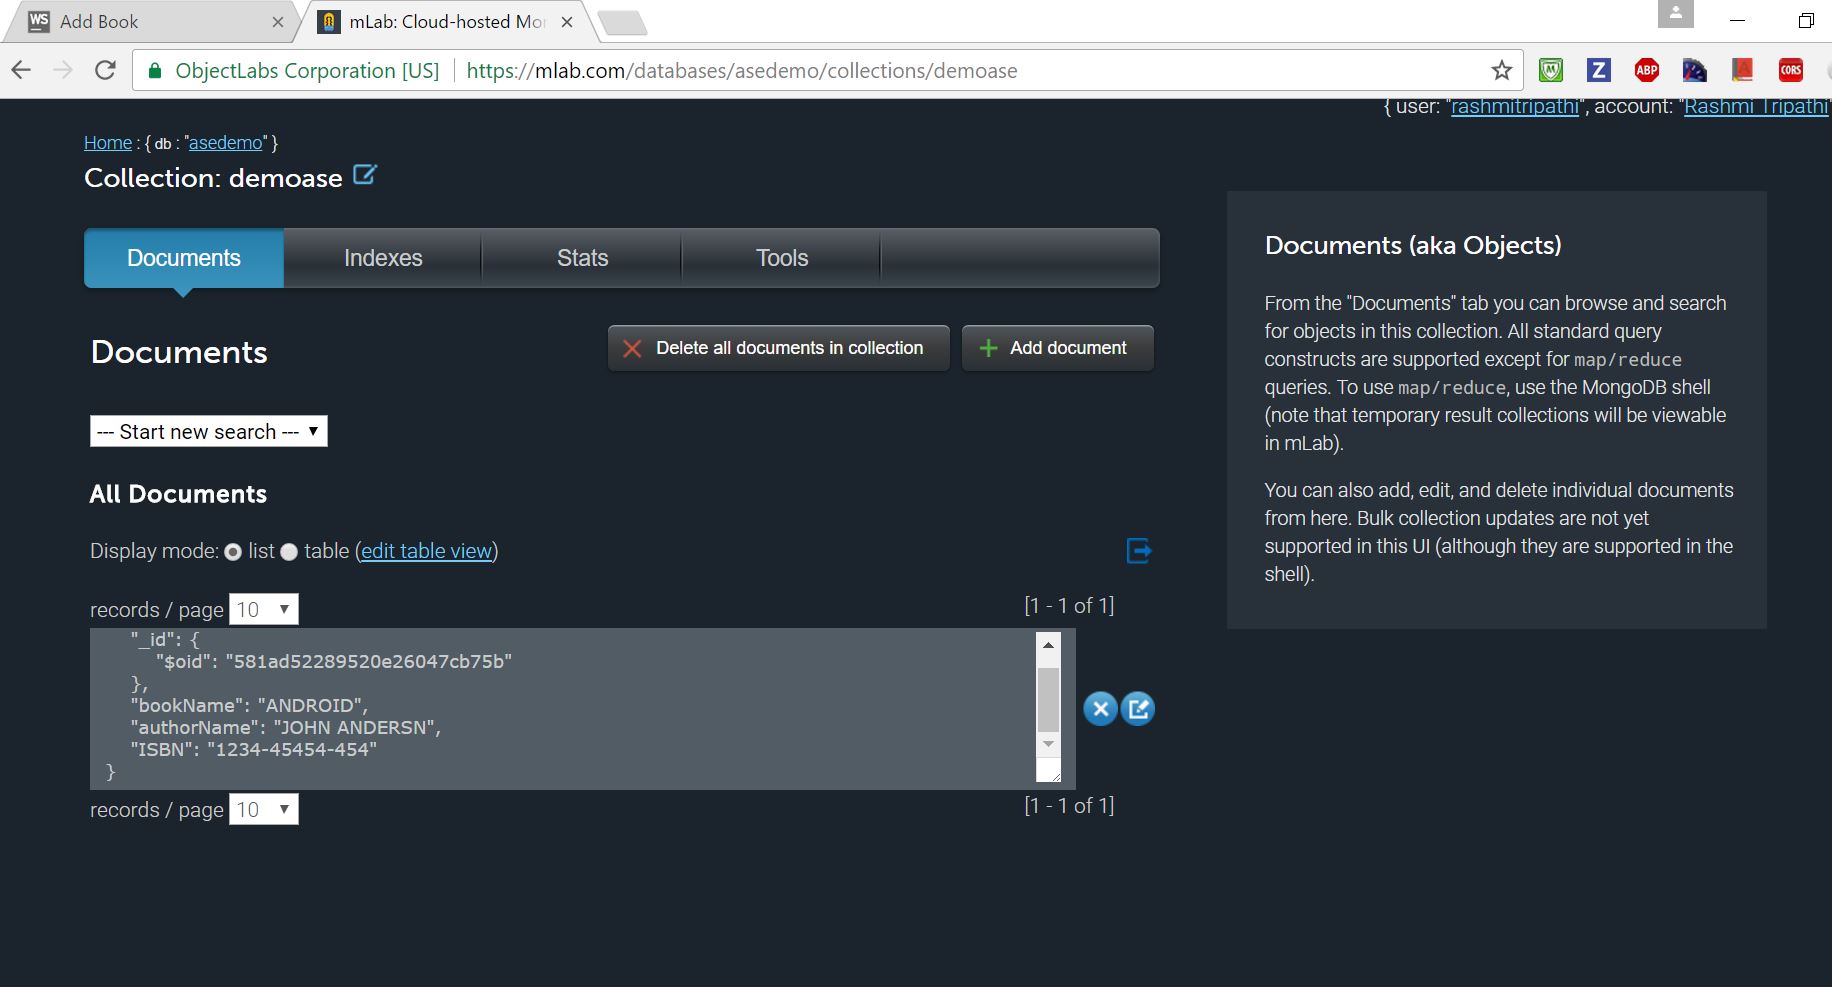 WS Add Book
mLab: Cloud-hosted Mo
ObjectLabs Corporation [US] https://mlab.com/databases/asedemo/collections/demoase
Z ABP A CORS
{ user: "rashmitripathi", account: "Rashmi Tripathi"
Home : { db : "asedemo" }
Collection: demoase
Documents Indexes Stats Tools
Documents
Delete all documents in collection
Add document
--- Start new search ---
All Documents
Display mode: list table (edit table view)
records / page 10
[1 - 1 of 1]
"_id": {
"$oid": "581ad52289520e26047cb75b"
},
"bookName": "ANDROID",
"authorName": "JOHN ANDERSN",
"ISBN": "1234-45454-454"
}
records / page 10
[1 - 1 of 1]
Documents (aka Objects)
From the "Documents" tab you can browse and search
for objects in this collection. All standard query
constructs are supported except for map/reduce
queries. To use map/reduce, use the MongoDB shell
(note that temporary result collections will be viewable
in mLab).
You can also add, edit, and delete individual documents
from here. Bulk collection updates are not yet
supported in this UI (although they are supported in the
shell).